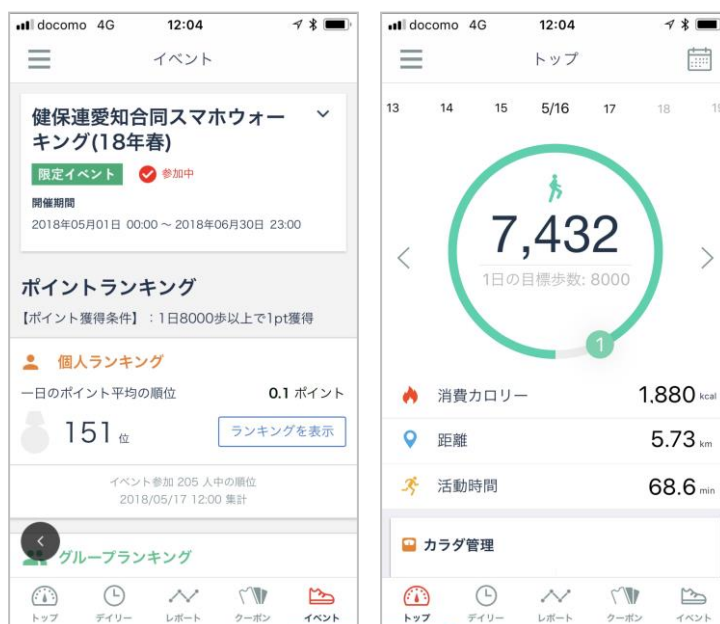 docomo 4G 12:04
イベント
健保連愛知合同スマホウォー
キング(18年春)
限定イベント 参加中
開催期間
2018年05月01日 00:00 ～ 2018年06月30日 23:00
ポイントランキング
【ポイント獲得条件】：1日8000歩以上で1pt獲得
個人ランキング
一日のポイント平均の順位 0.1 ポイント
151 位 ランキングを表示
イベント参加 205 人中の順位
2018/05/17 12:00 集計
グループランキング
トップ デイリー レポート クーポン イベント
docomo 4G 12:04
トップ
13 14 15 5/16 17 18 19
7,432
1日の目標歩数: 8000
1
消費カロリー 1,880 kcal
距離 5.73 km
活動時間 68.6 min
カラダ管理
トップ デイリー レポート クーポン イベント